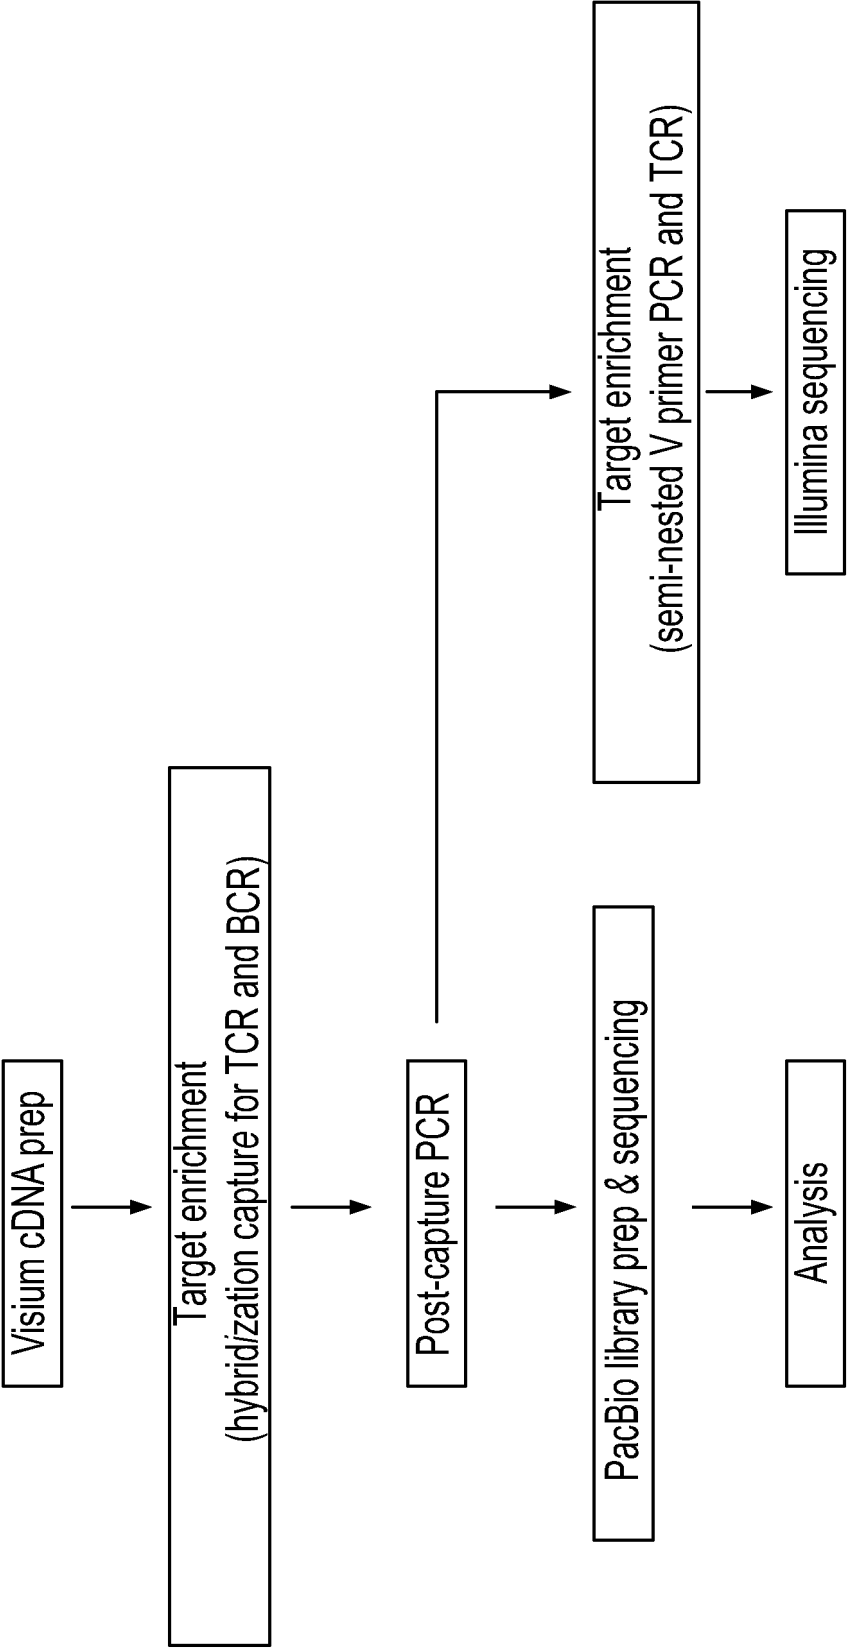 Visium cDNA prep
Target enrichment
(hybridization capture for TCR and BCR)
Post-capture PCR
PacBio library prep & sequencing
Analysis
Target enrichment
(semi-nested V primer PCR and TCR)
Illumina sequencing